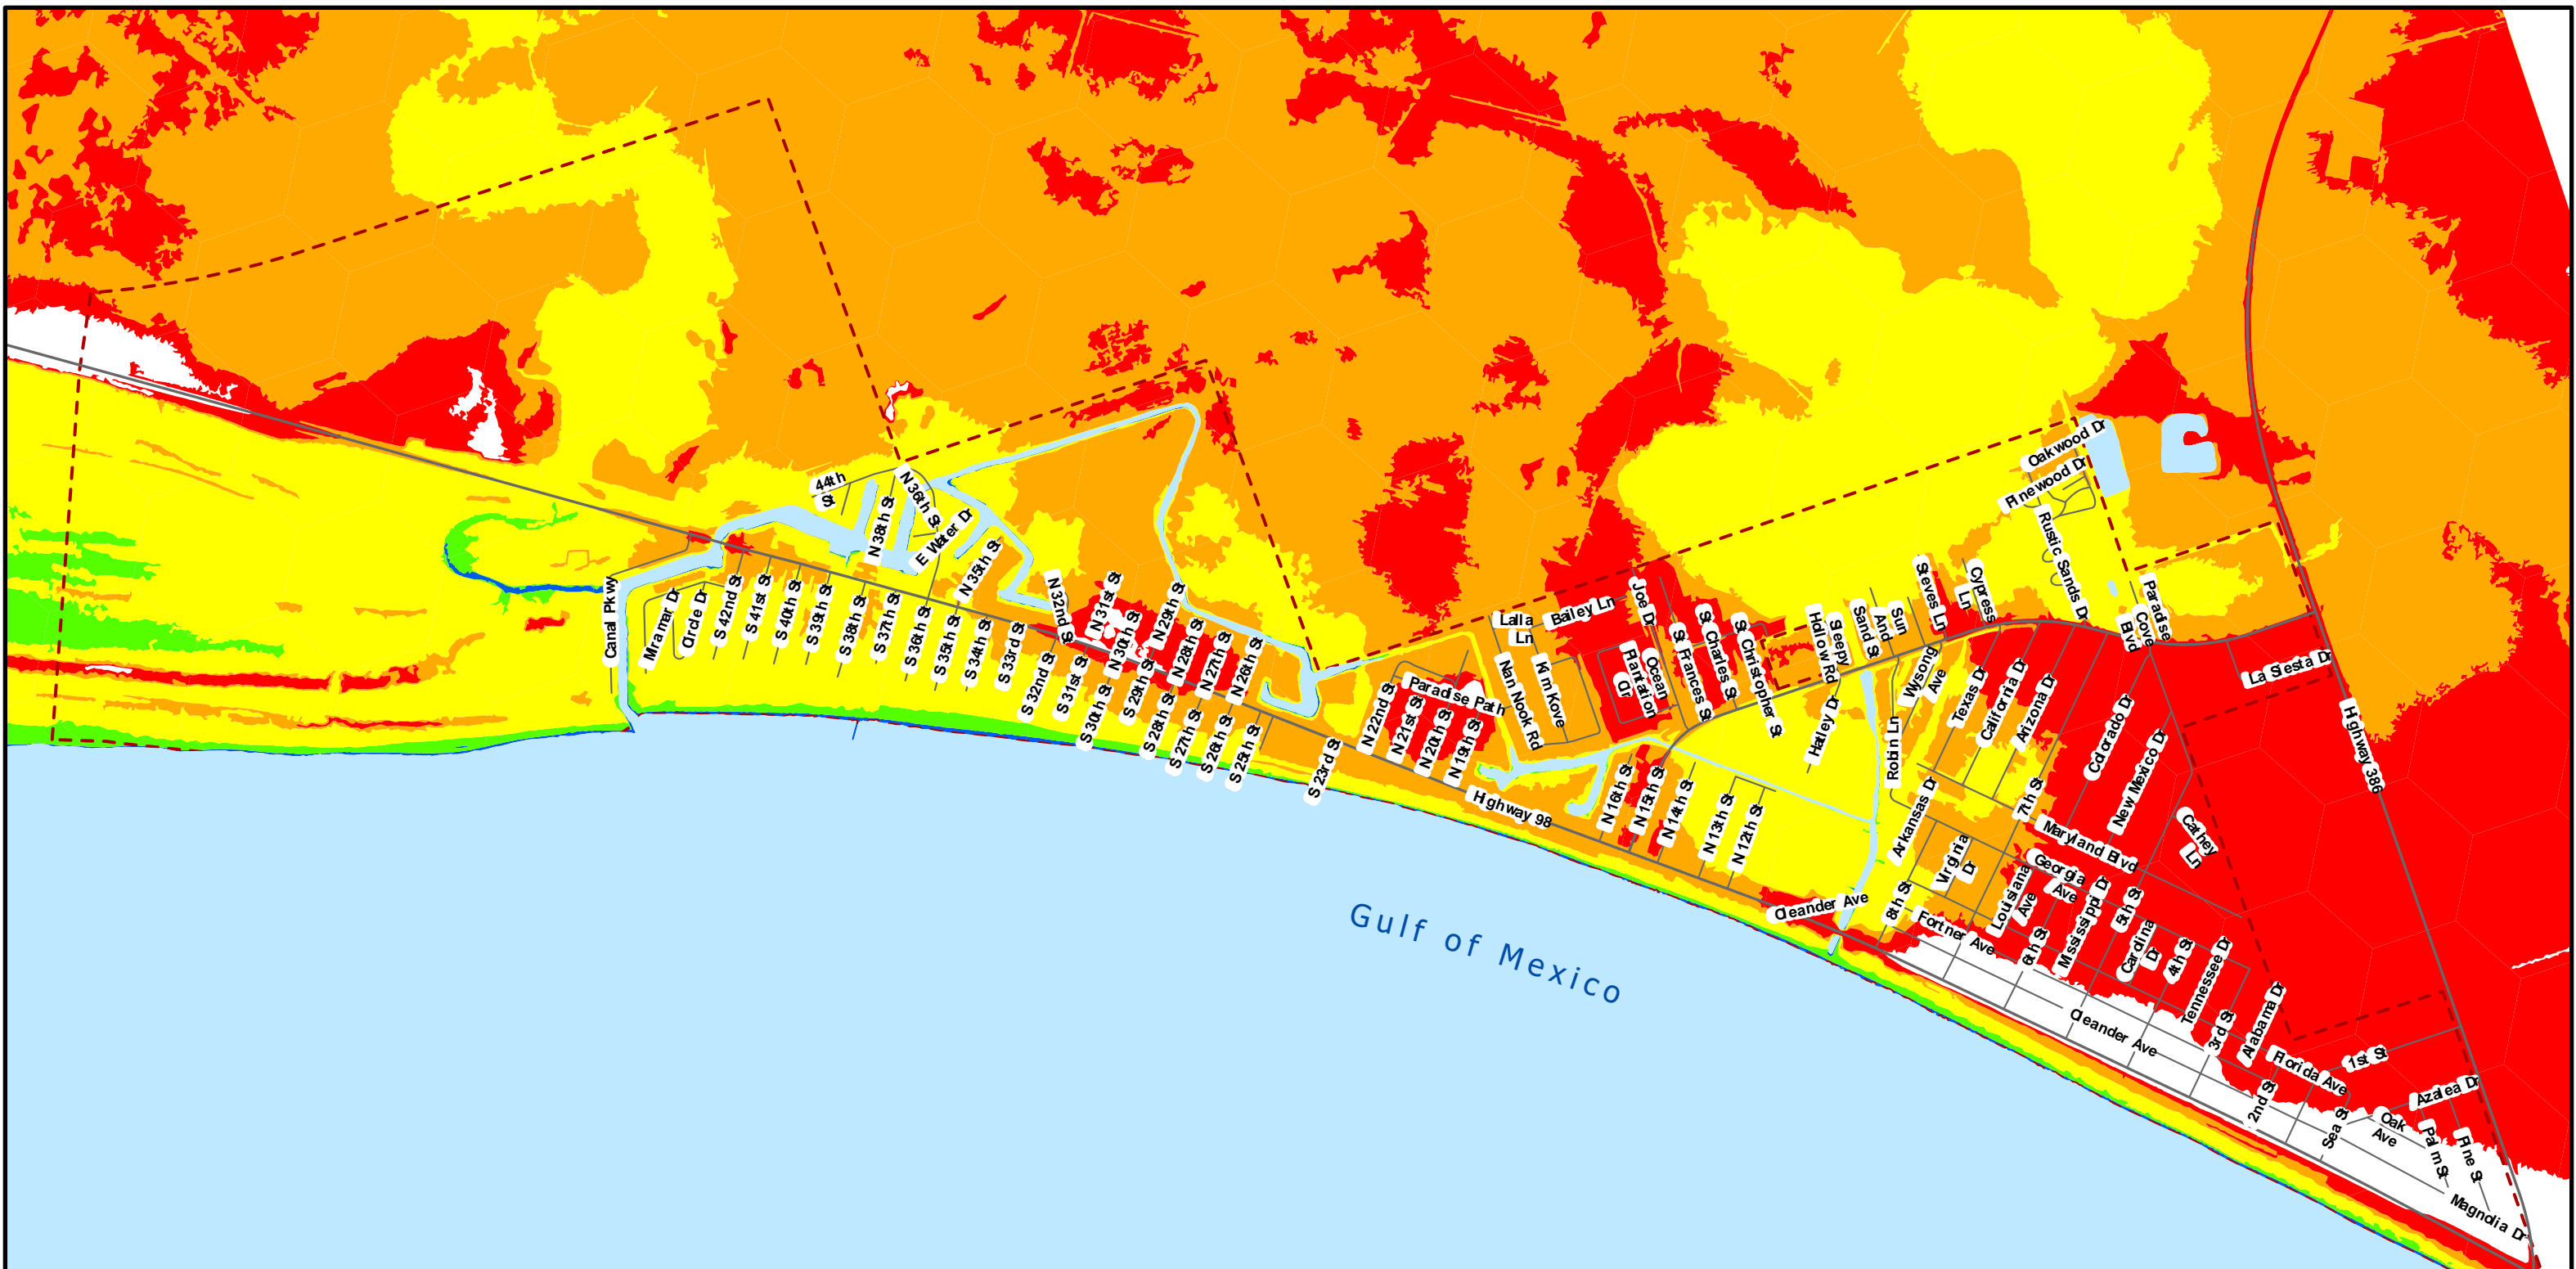 Oakwood Dr
Pinewood Dr
44th
St
N 36th St
N 38th St
E Water Dr
N 35th St
Rustic Sands Dr
Canal Pkwy
Miramar Dr
Circle Dr
S 42nd St
S 41st St
S 40th St
S 39th St
S 38th St
S 37th St
S 36th St
S 35th St
S 34th St
S 33rd St
S 32nd St
S 31st St
S 30th St
S 29th St
S 28th St
S 27th St
S 26th St
S 25th St
S 23rd St
N 32nd St
N 31st St
N 30th St
N 29th St
N 28th St
N 27th St
N 26th St
N 22nd St
N 21st St
N 20th St
N 19th St
Paradise Path
Lalla
Ln
Nan Nook Rd
Kim Kove
Bailey Ln
Joe Dr
Ocean
Plantation
Cir
St Frances St
St Charles St
St Christopher St
Sleepy
Hollow Rd
Sun
And
Sand St
Steves Ln
Cypress
Ln
Paradise
Cove
Blvd
La Siesta Dr
Highway 386
Hatley Dr
Robin Ln
Wysong
Ave
Texas Dr
California Dr
Arizona Dr
Colorado Dr
New Mexico Dr
Cathey
Ln
Highway 98
N 16th St
N 15th St
N 14th St
N 13th St
N 12th St
Arkansas Dr
7th St
Maryland Blvd
Virginia
Dr
Georgia
Ave
Louisiana
Ave
Mississippi Dr
5th St
8th St
Fortner Ave
6th St
Carolina
Dr
4th St
Tennessee Dr
Oleander Ave
Oleander Ave
3rd St
Alabama Dr
Florida Ave
1st St
2nd St
Sea St
Oak
Ave
Azalea Dr
Palm St
Pine St
Magnolia Dr
Gulf of Mexico